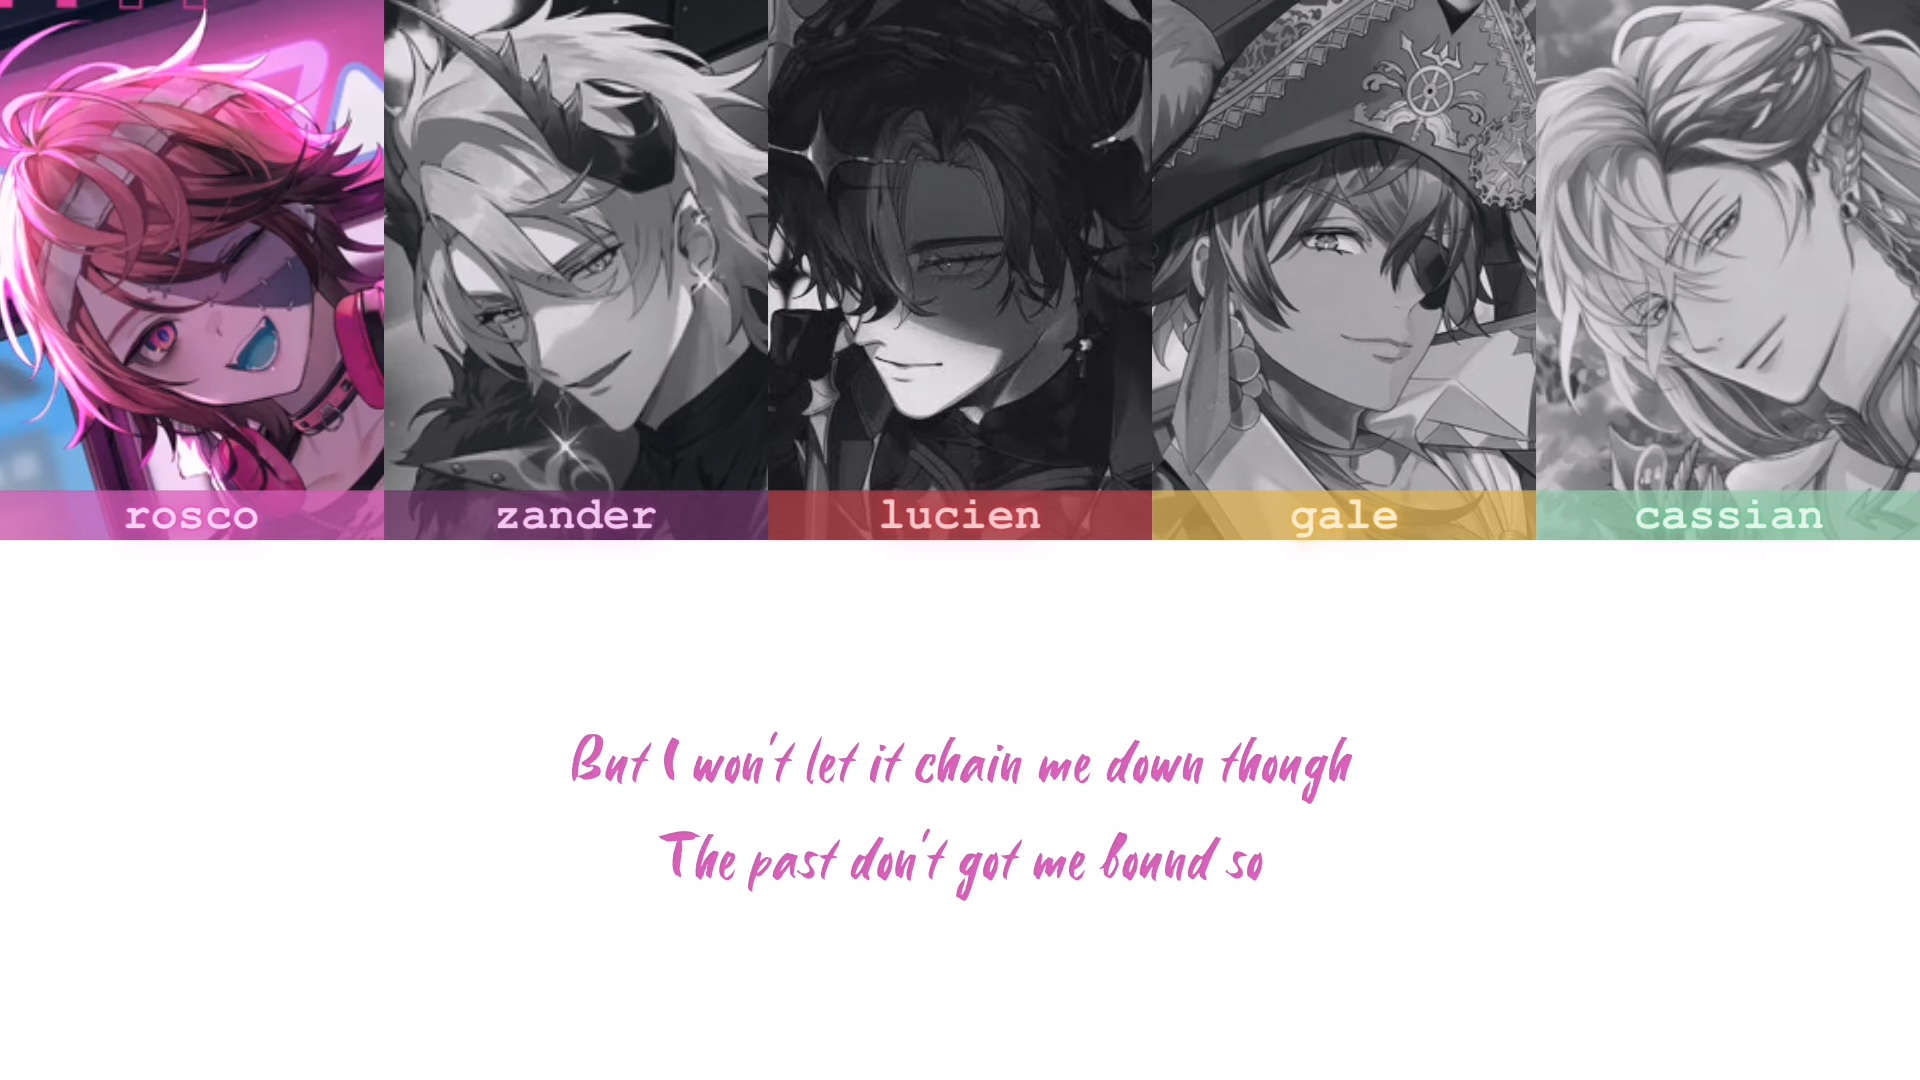 rosco
zander
lucien
gale
cassian
But I won't let it chain me down though
The past don't got me bound so